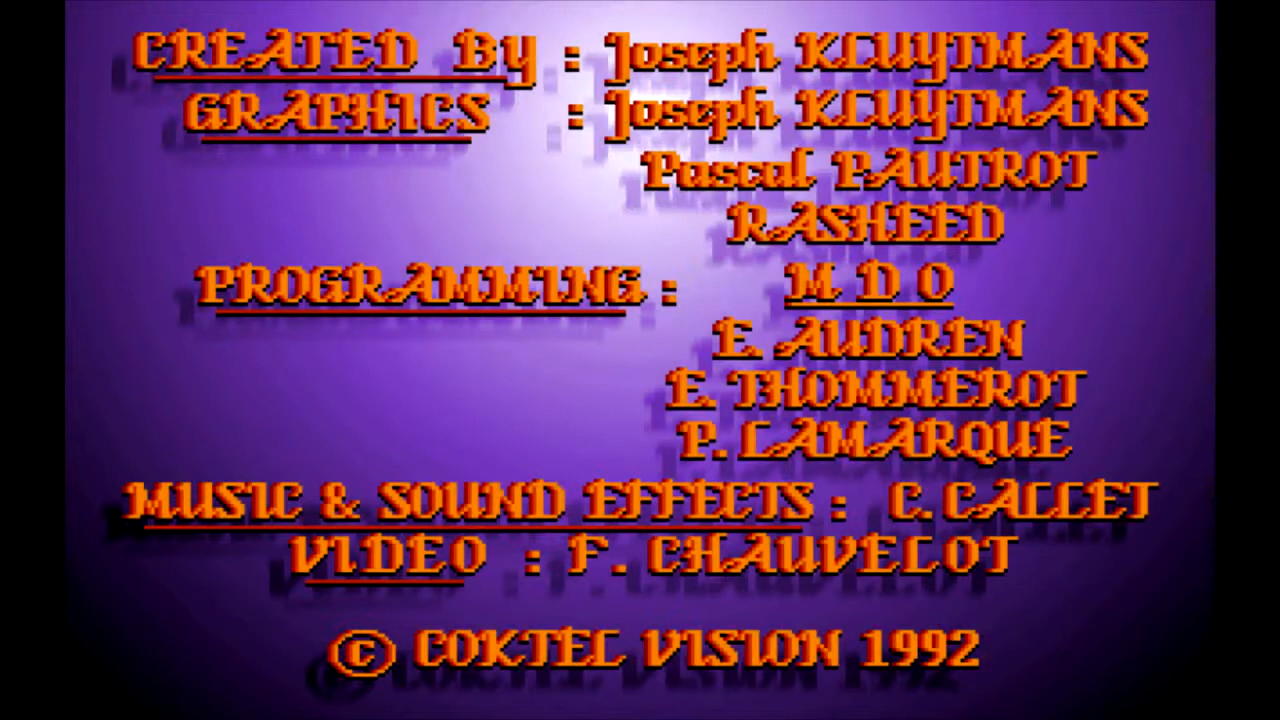 CREATED By : Joseph KLUYTMANS
GRAPHICS : Joseph KLUYTMANS
Pascal PAUTROT
RASHEED
PROGRAMMING : M D O
E. AUDREN
E. THOMMEROT
P. LAMARQUE
MUSIC & SOUND EFFECTS : C. CALLET
VIDEO : F. CHAUVELOT
© COKTEL VISION 1992